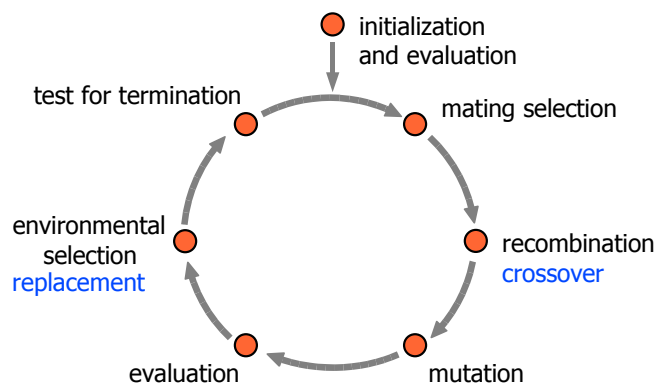 initialization
and evaluation
test for termination
mating selection
environmental
selection
replacement
recombination
crossover
evaluation
mutation